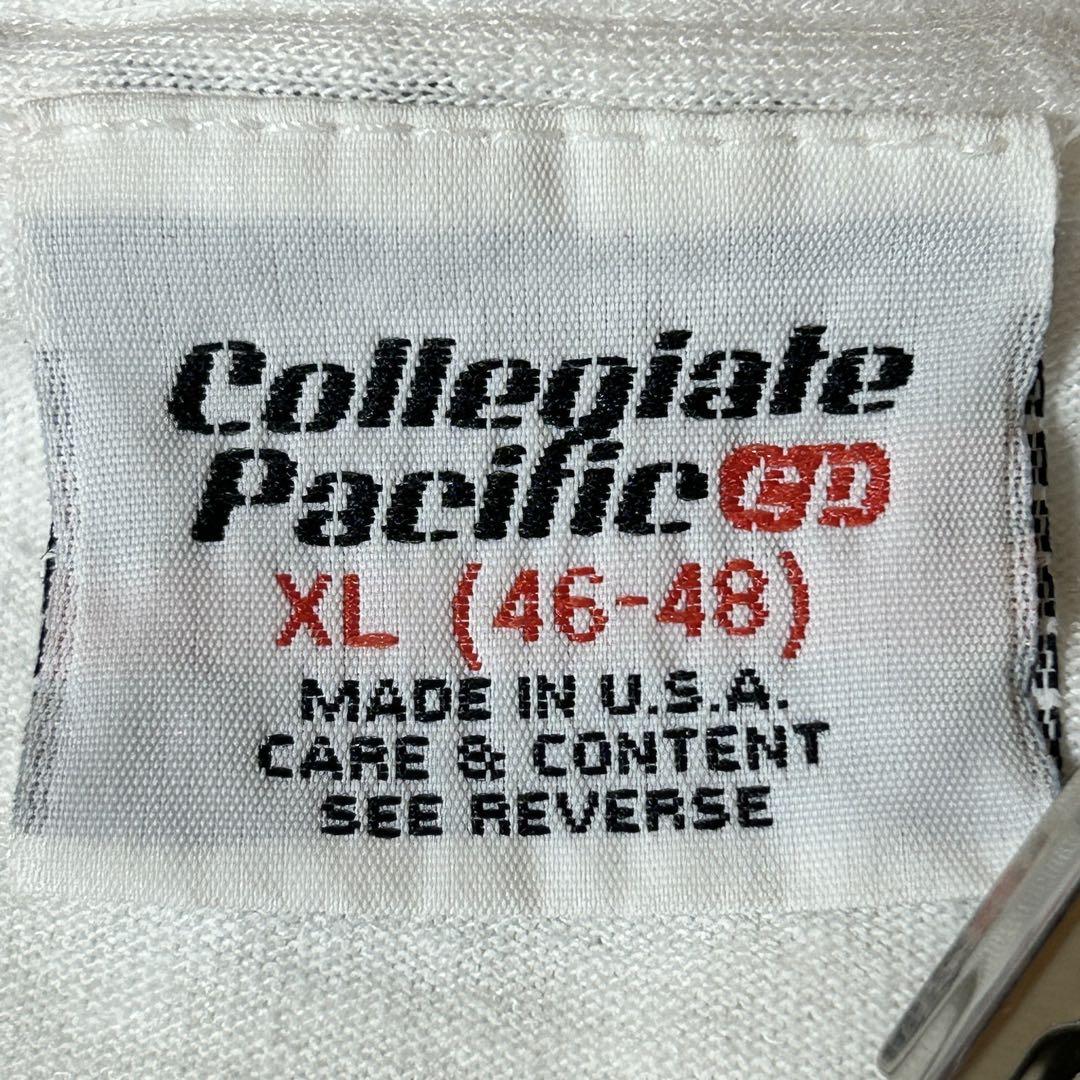 Collegiate
Pacific
XL (46-48)
MADE IN U.S.A.
CARE & CONTENT
SEE REVERSE